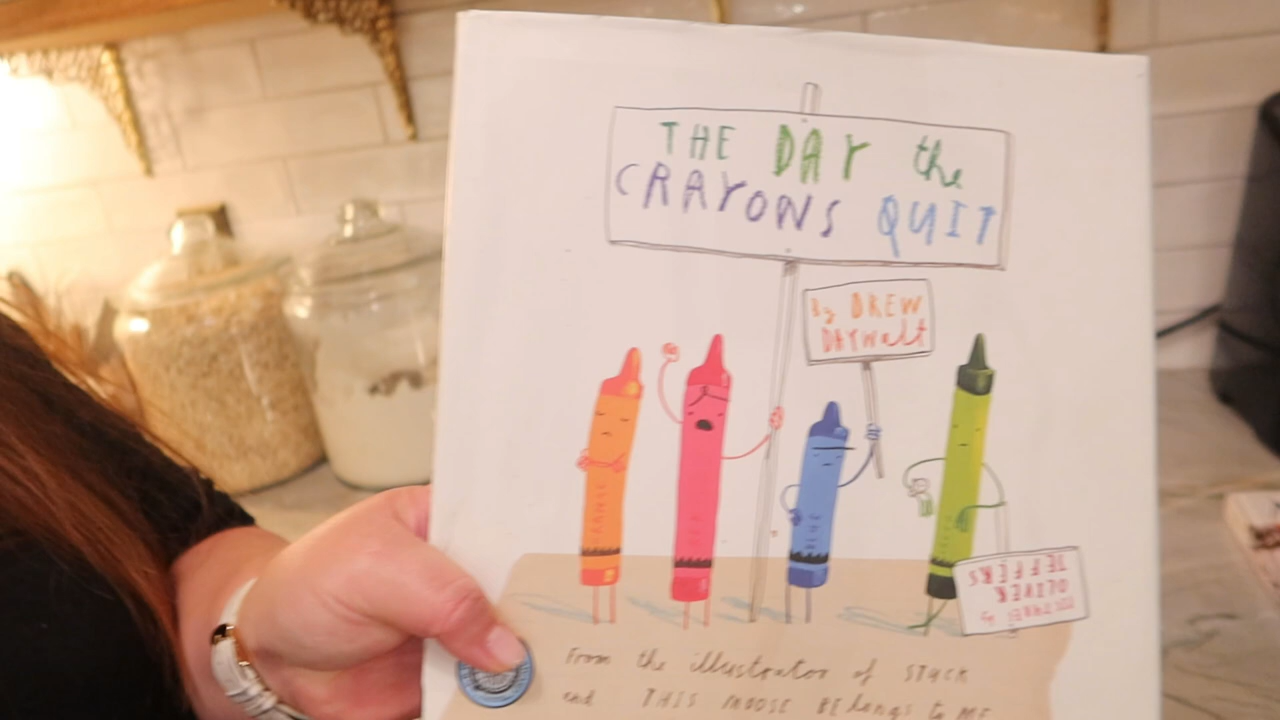 THE DAY the
CRAYONS QUIT
By DREW
DAYWalt
PICTURES by
OLIVER
JEFFERS
From the illustrator of STUCK
and THIS MOOSE BElongs to ME